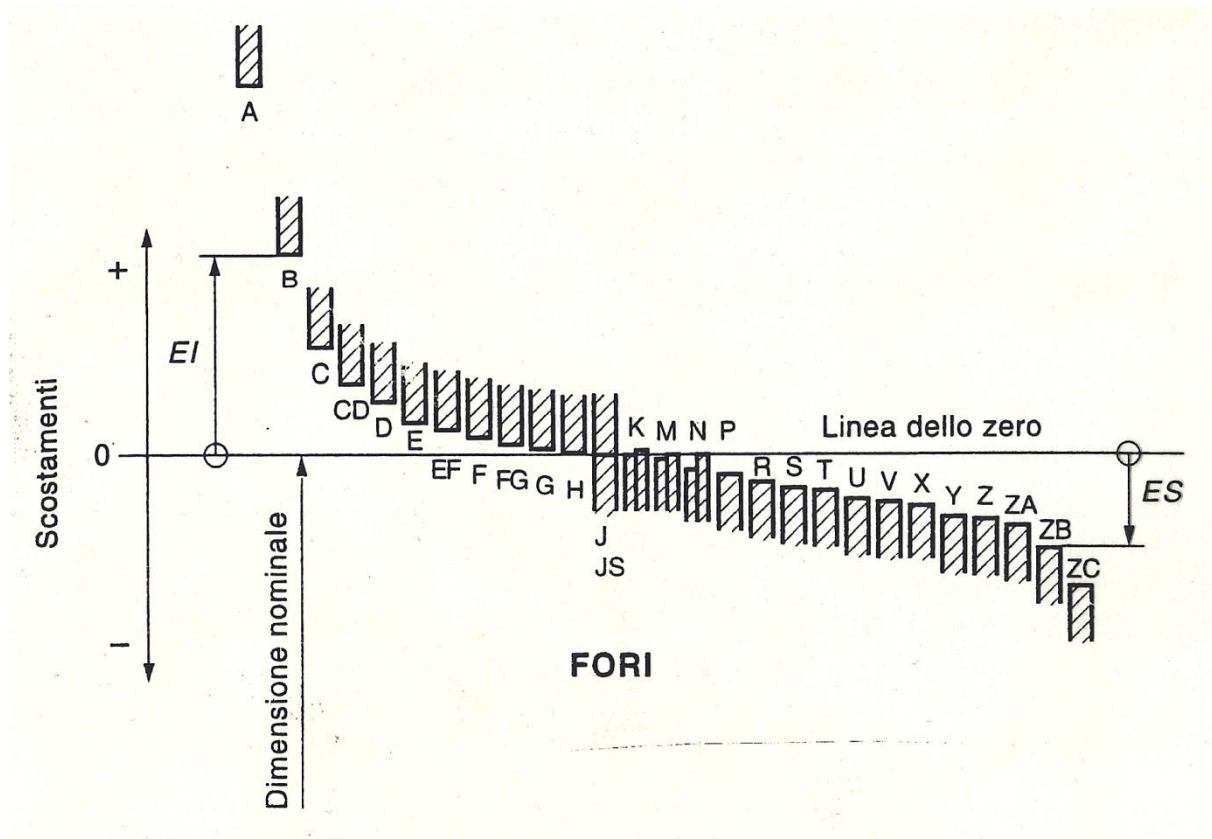 A
+
B
EI
C
CD
D
E
EF
F
FG
G
H
J
JS
K
M
N
P
Linea dello zero
R
S
T
U
V
X
Y
Z
ZA
ZB
ZC
ES
0
Scostamenti
Dimensione nominale
−
FORI